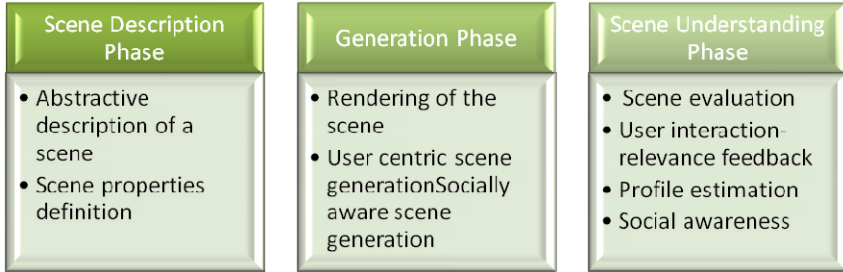 Scene Description
Phase
• Abstractive
description of a
scene
• Scene properties
definition
Generation Phase
• Rendering of the
scene
• User centric scene
generationSocially
aware scene
generation
Scene Understanding
Phase
• Scene evaluation
• User interaction-
relevance feedback
• Profile estimation
• Social awareness